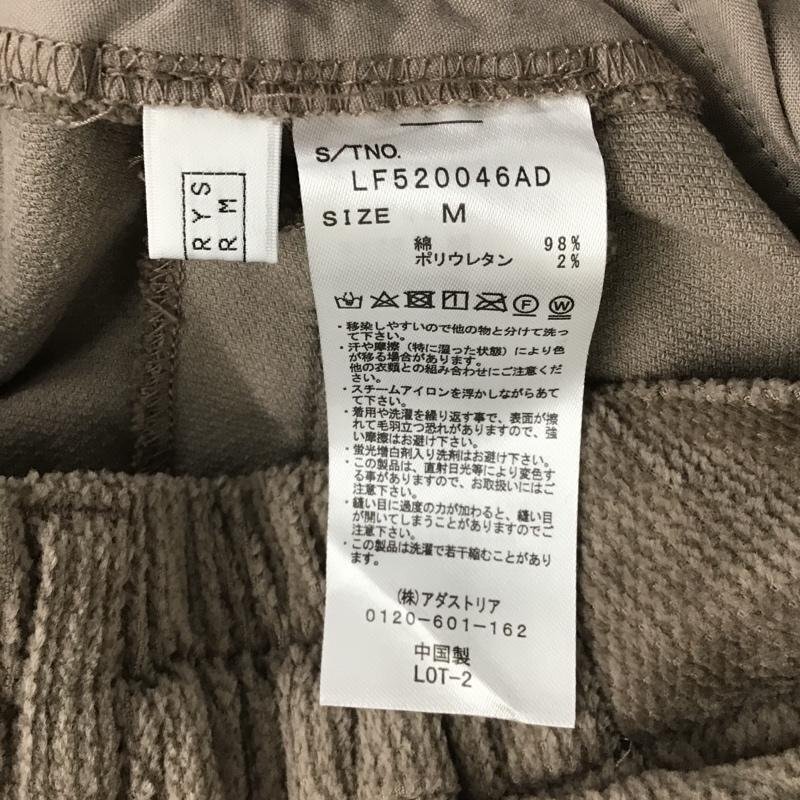 RYS
RM
S/TNO.
LF520046AD
SIZE M
綿 98%
ポリウレタン 2%
F W
・移染しやすいので他の物と分けて洗っ
て下さい。
・汗や摩擦(特に湿った状態)により色
が移る場合があります。
他の衣類との組み合わせにご注意くだ
さい。
・スチームアイロンを浮かしながらあて
て下さい。
・着用や洗濯を繰り返す事で、表面が擦
れて毛羽立つ恐れがありますので、強
い摩擦はお避け下さい。
・蛍光増白剤入り洗剤はお避け下さい。
・この製品は、直射日光等により変色す
る事がありますので、お取扱いにはご
注意下さい。
・縫い目に過度の力が加わると、縫い目
が開いてしまうことがありますのでご
注意下さい。
・この製品は洗濯で若干縮むことがあり
ます。
(株)アダストリア
0120-601-162
中国製
LOT-2